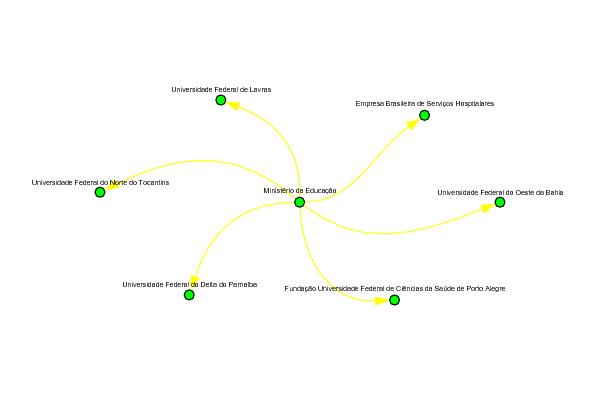 Universidade Federal de Lavras
Empresa Brasileira de Serviços Hospitalares
Universidade Federal do Norte do Tocantins
Ministério da Educação
Universidade Federal do Oeste da Bahia
Universidade Federal do Delta do Parnaíba
Fundação Universidade Federal de Ciências da Saúde de Porto Alegre